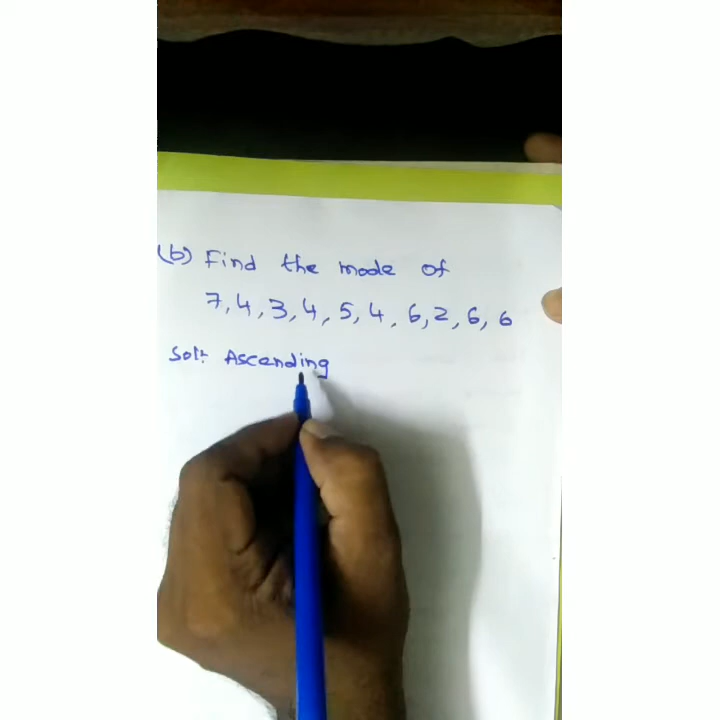 (b) Find the mode of
7, 4, 3, 4, 5, 4, 6, 2, 6, 6
Sol: Ascending